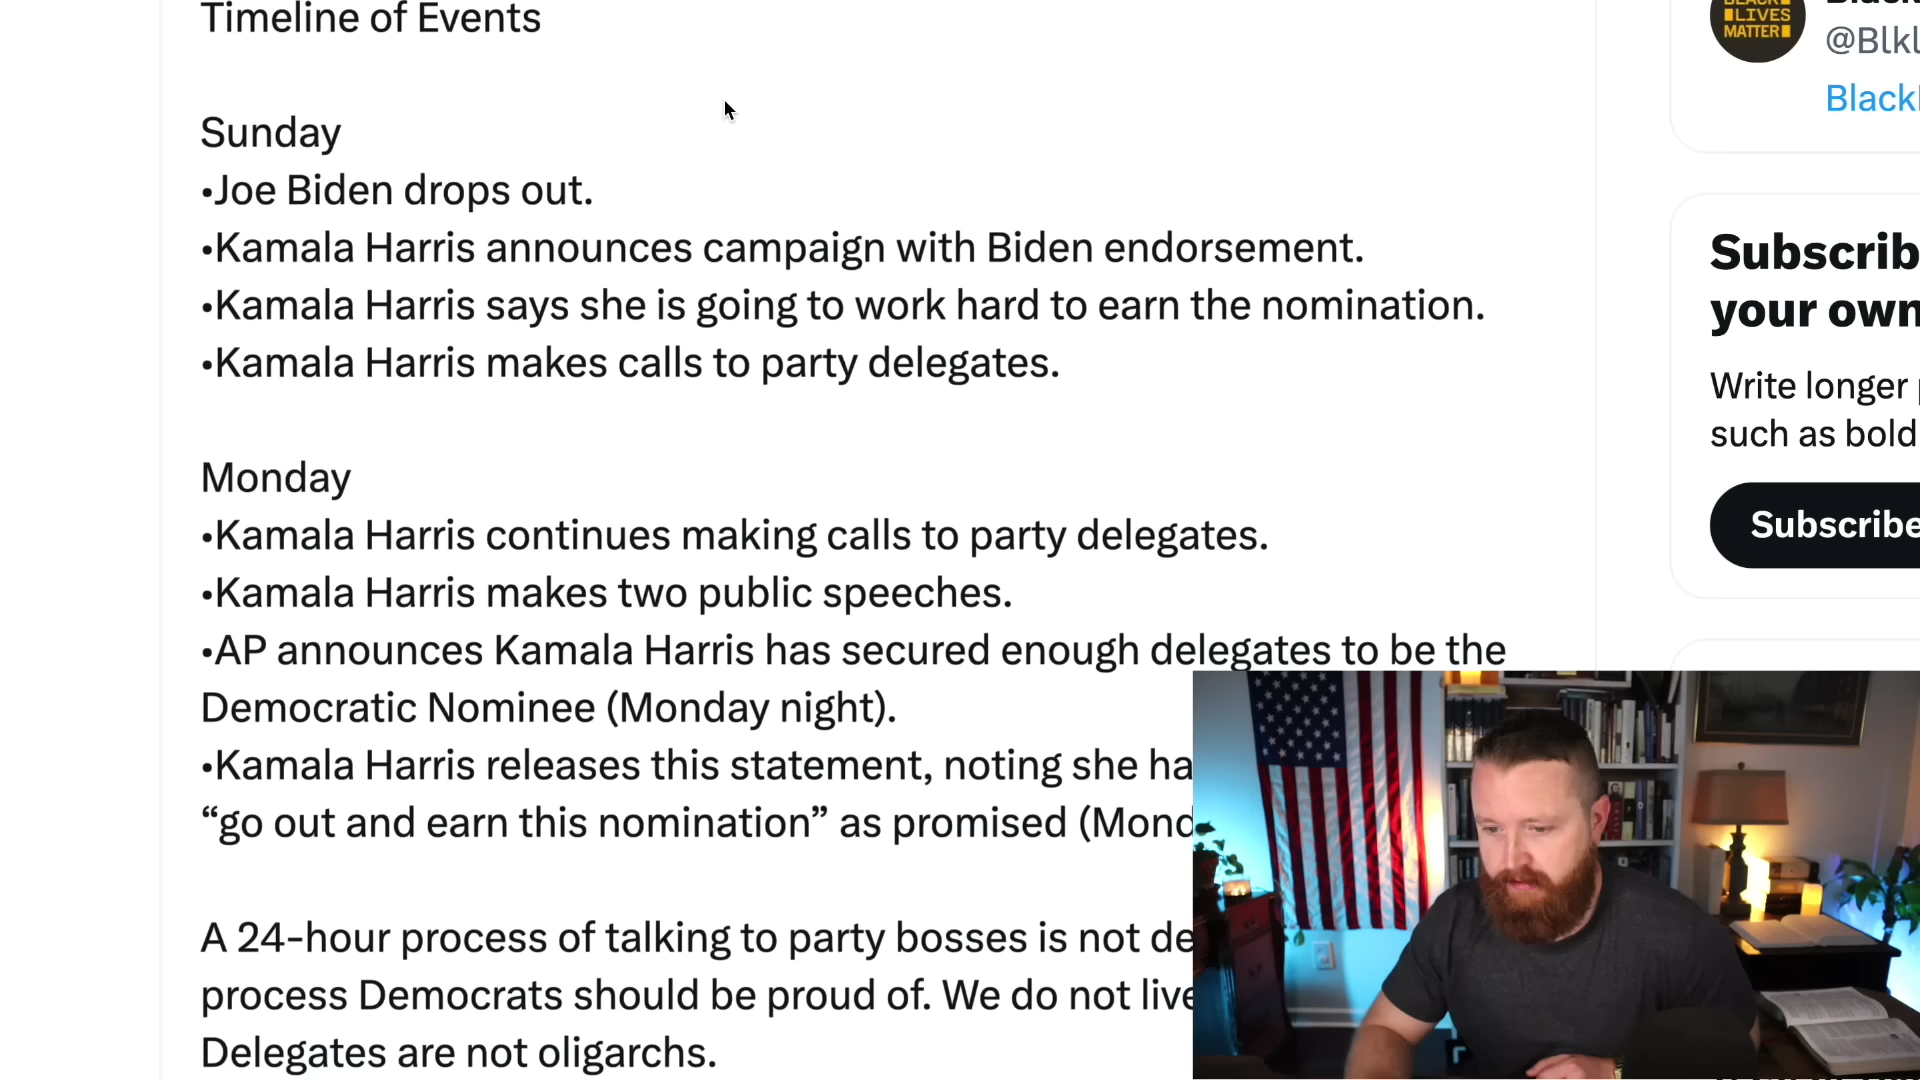 Timeline of Events
Sunday
•Joe Biden drops out.
•Kamala Harris announces campaign with Biden endorsement.
•Kamala Harris says she is going to work hard to earn the nomination.
•Kamala Harris makes calls to party delegates.
Monday
•Kamala Harris continues making calls to party delegates.
•Kamala Harris makes two public speeches.
•AP announces Kamala Harris has secured enough delegates to be the
Democratic Nominee (Monday night).
•Kamala Harris releases this statement, noting she ha
“go out and earn this nomination” as promised (Mond
A 24-hour process of talking to party bosses is not de
process Democrats should be proud of. We do not live
Delegates are not oligarchs.
LIVES
MATTER
@Blkl
Black
Subscrib
your own
Write longer
such as bold
Subscribe